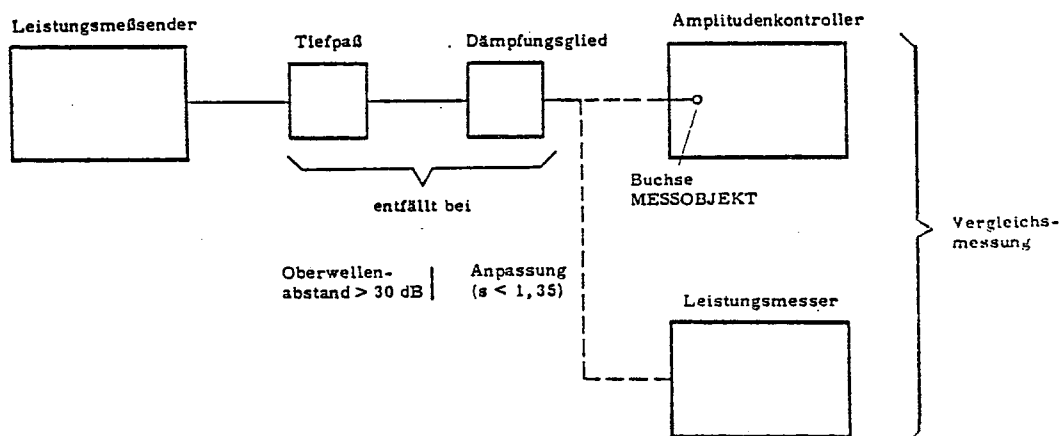 Leistungsmeßsender
Tiefpaß
Dämpfungsglied
Amplitudenkontroller
Buchse
MESSOBJEKT
entfällt bei
Vergleichs-
messung
Oberwellen-
abstand > 30 dB
Anpassung
(s < 1,35)
Leistungsmesser